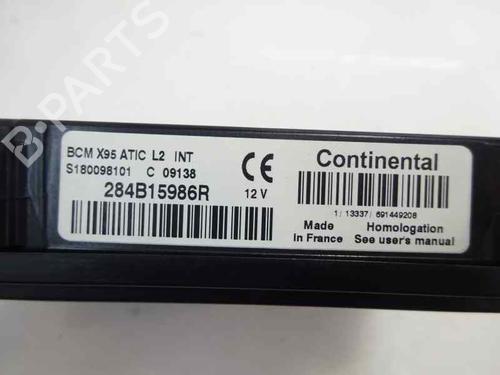 B-PARTS
BCM X95 ATIC L2 INT
S180098101 C 09138
284B15986R 12 V
CE
Continental
1/ 13337/ 691449208
Made in France
Homologation
See user's manual